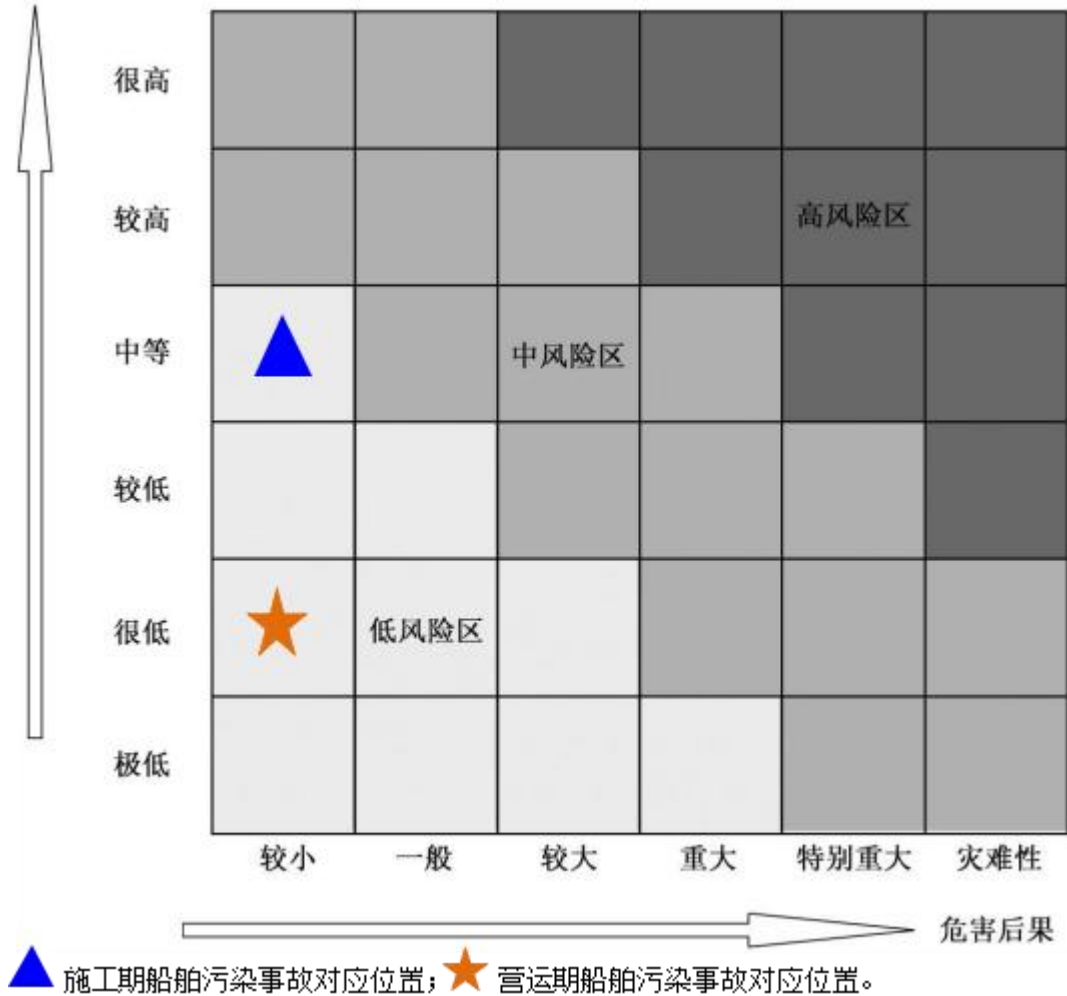 很高
较高
高风险区
中等
中风险区
较低
很低
低风险区
极低
较小 一般 较大 重大 特别重大 灾难性
危害后果
施工期船舶污染事故对应位置; 营运期船舶污染事故对应位置。